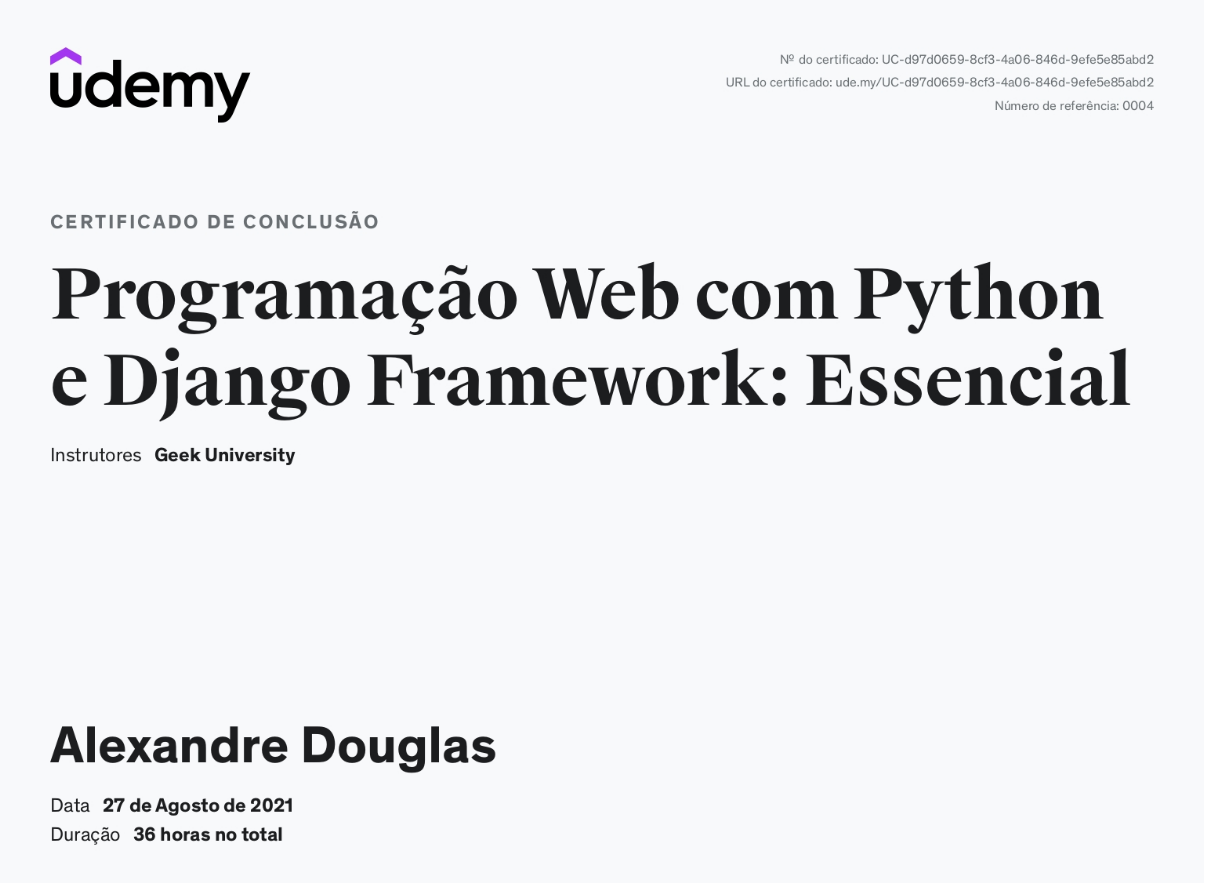 udemy
Nº do certificado: UC-d97d0659-8cf3-4a06-846d-9efe5e85abd2
URL do certificado: ude.my/UC-d97d0659-8cf3-4a06-846d-9efe5e85abd2
Número de referência: 0004
CERTIFICADO DE CONCLUSÃO
Programação Web com Python
e Django Framework: Essencial
Instrutores Geek University
Alexandre Douglas
Data 27 de Agosto de 2021
Duração 36 horas no total